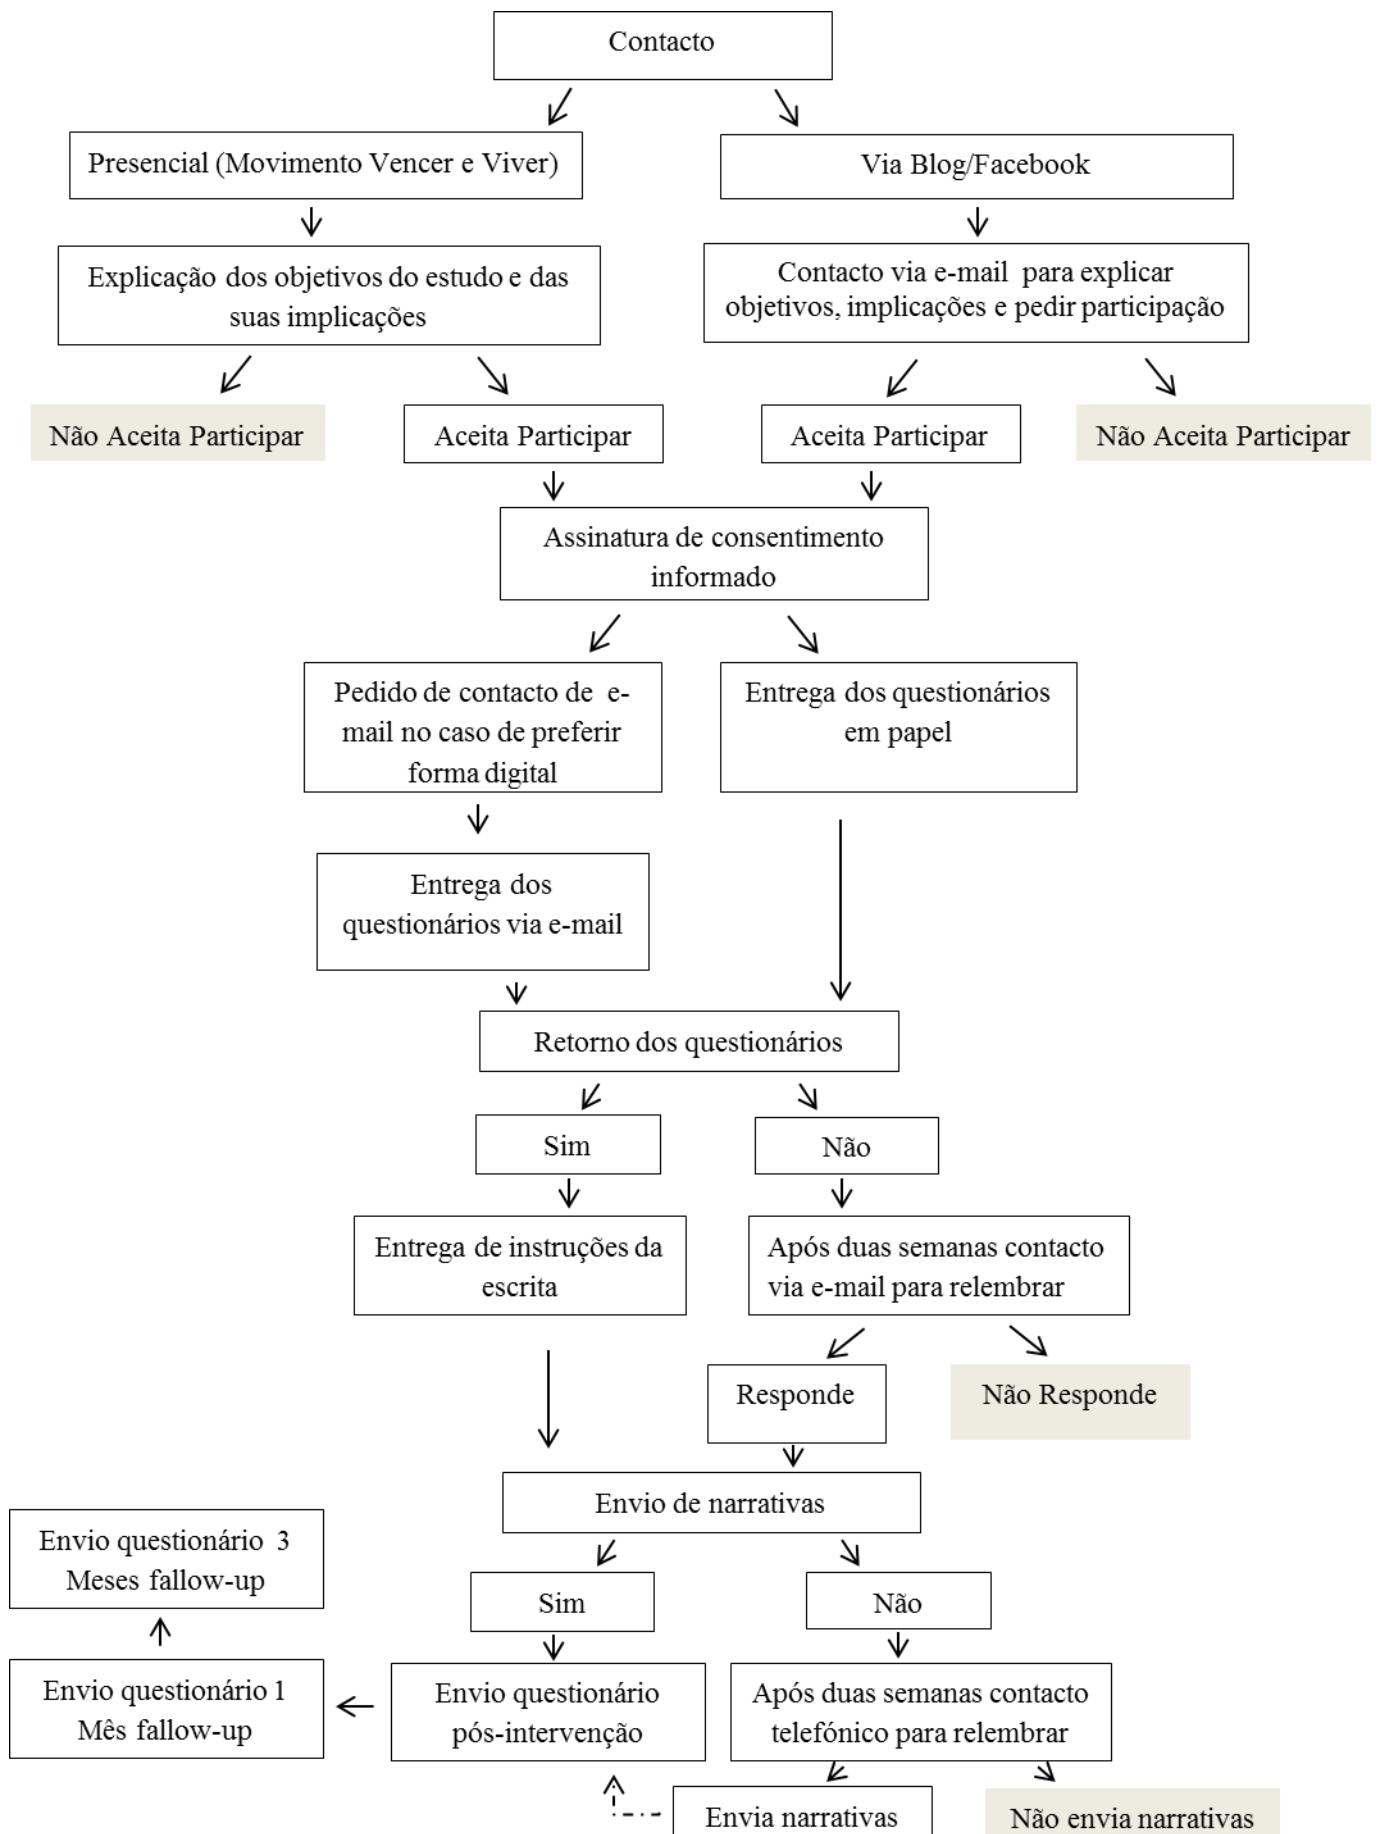 Contacto
Presencial (Movimento Vencer e Viver)
Via Blog/Facebook
Explicação dos objetivos do estudo e das
suas implicações
Contacto via e-mail para explicar
objetivos, implicações e pedir participação
Não Aceita Participar
Aceita Participar
Aceita Participar
Não Aceita Participar
Assinatura de consentimento
informado
Pedido de contacto de e-
mail no caso de preferir
forma digital
Entrega dos questionários
em papel
Entrega dos
questionários via e-mail
Retorno dos questionários
Sim
Não
Entrega de instruções da
escrita
Após duas semanas contacto
via e-mail para relembrar
Responde
Não Responde
Envio de narrativas
Envio questionário 3
Meses fallow-up
Sim
Não
Envio questionário 1
Mês fallow-up
Envio questionário
pós-intervenção
Após duas semanas contacto
telefónico para relembrar
Envia narrativas
Não envia narrativas